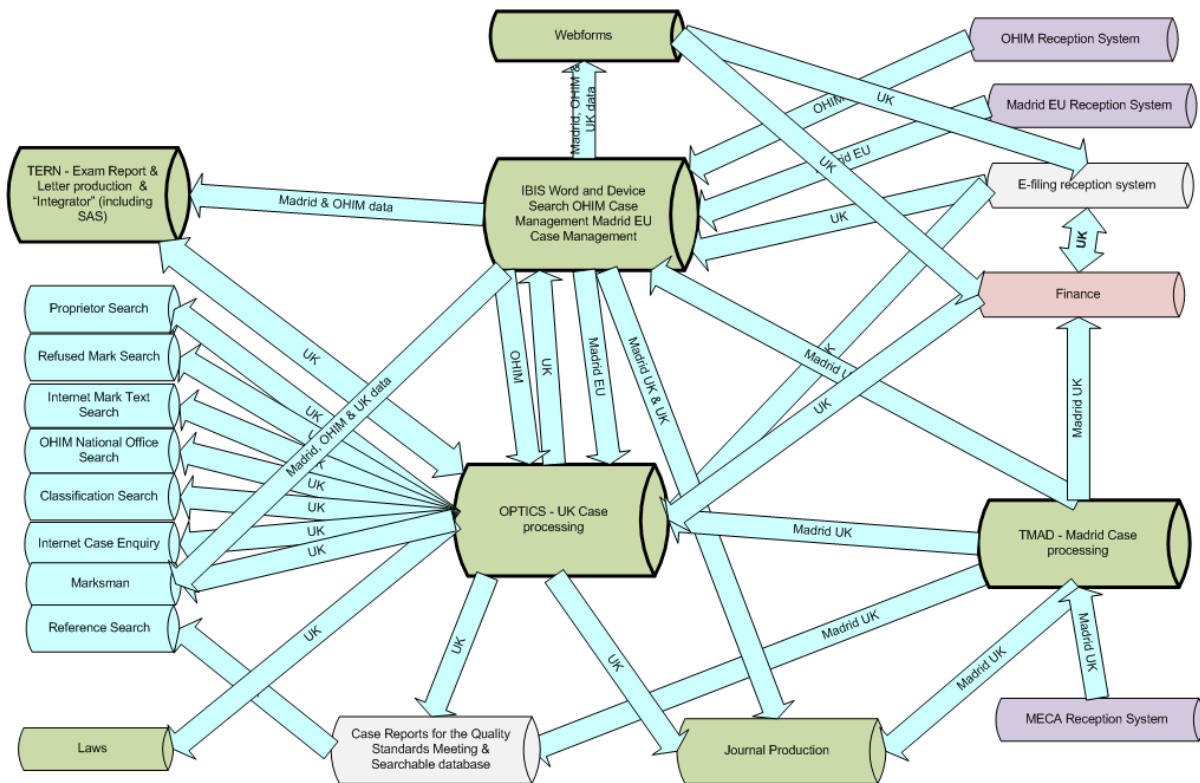 Webforms
OHIM Reception System
Madrid, OHIM &
UK data
OHIM
UK
Madrid EU Reception System
TERN - Exam Report &
Letter production &
"Integrator" (including
SAS)
Madrid & OHIM data
IBIS Word and Device
Search OHIM Case
Management Madrid EU
Case Management
EU
UK
UK
E-filing reception system
UK
Finance
Proprietor Search
Refused Mark Search
Internet Mark Text
Search
OHIM National Office
Search
Classification Search
Internet Case Enquiry
Marksman
Reference Search
UK
UK
UK
UK
UK
UK
UK
Madrid, OHIM & UK data
OHIM
UK
Madrid EU
Madrid UK & UK
Madrid
UK
Madrid UK
OPTICS - UK Case
processing
Madrid UK
TMAD - Madrid Case
processing
UK
UK
UK
Madrid UK
Madrid UK
Madrid UK
MECA Reception System
Laws
Case Reports for the Quality
Standards Meeting &
Searchable database
Journal Production